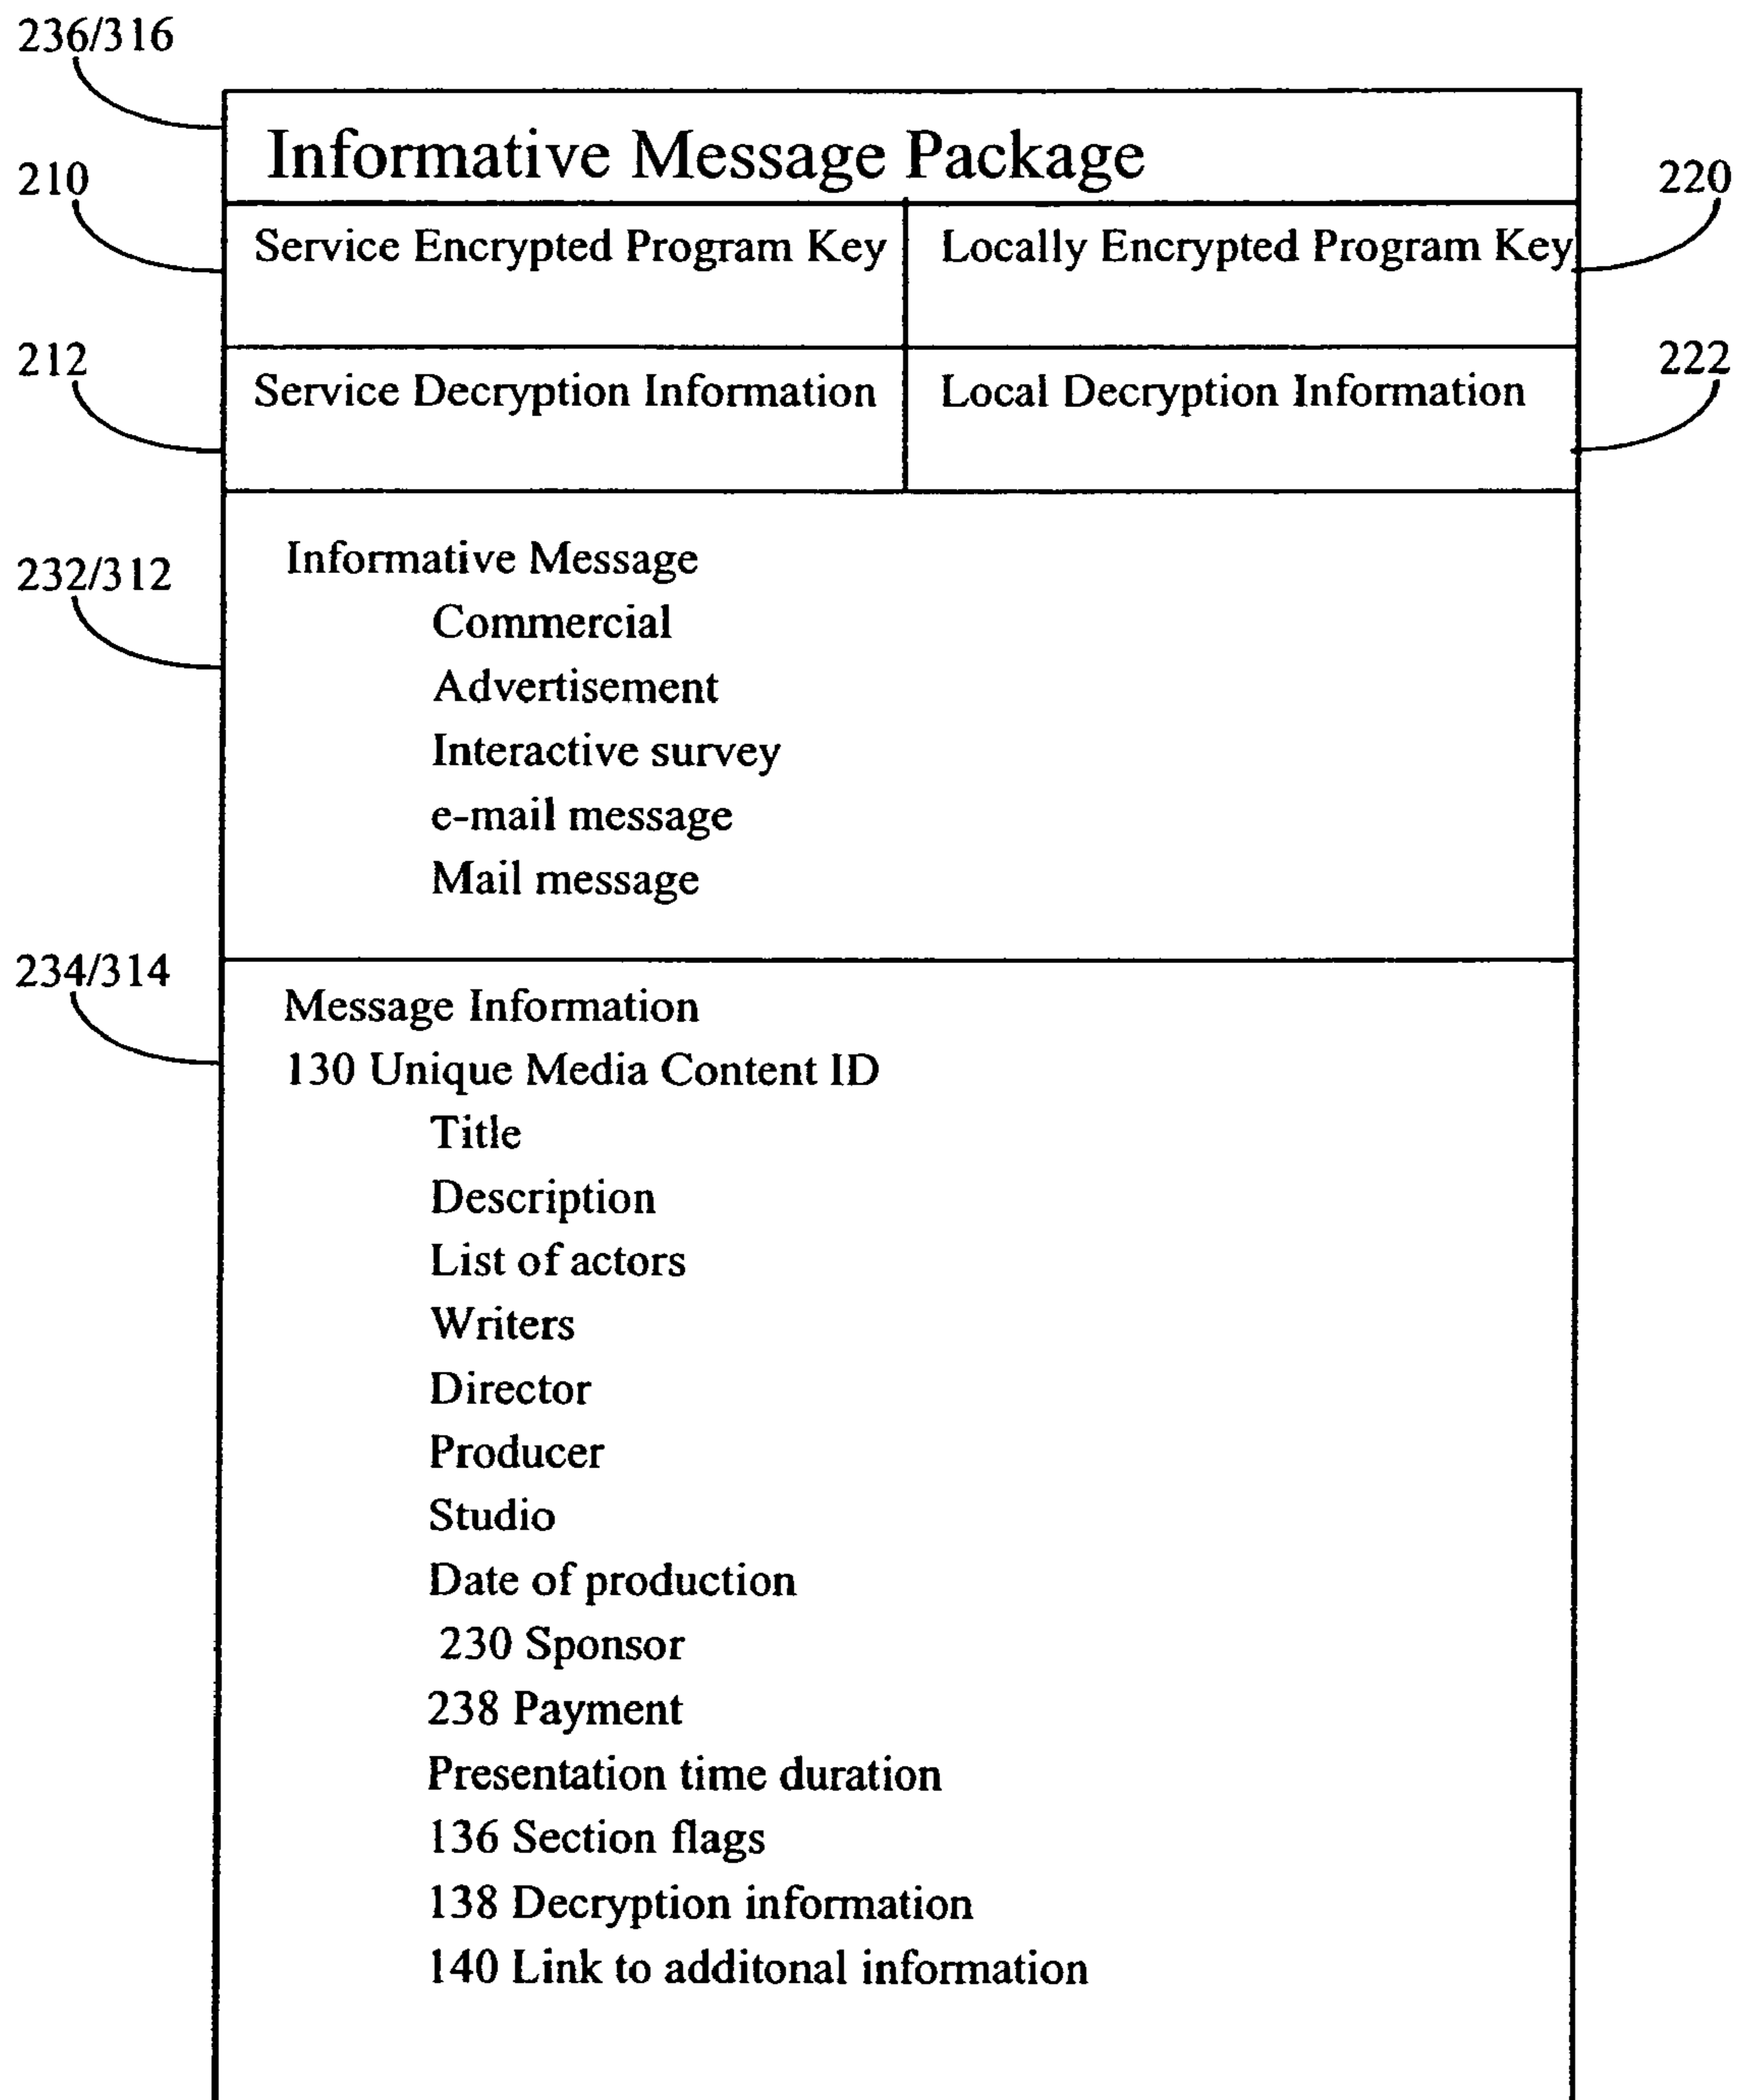 236/316
Informative Message Package
210
220
Service Encrypted Program Key
Locally Encrypted Program Key
212
222
Service Decryption Information
Local Decryption Information
232/312
Informative Message
Commercial
Advertisement
Interactive survey
e-mail message
Mail message
234/314
Message Information
130 Unique Media Content ID
Title
Description
List of actors
Writers
Director
Producer
Studio
Date of production
230 Sponsor
238 Payment
Presentation time duration
136 Section flags
138 Decryption information
140 Link to additonal information